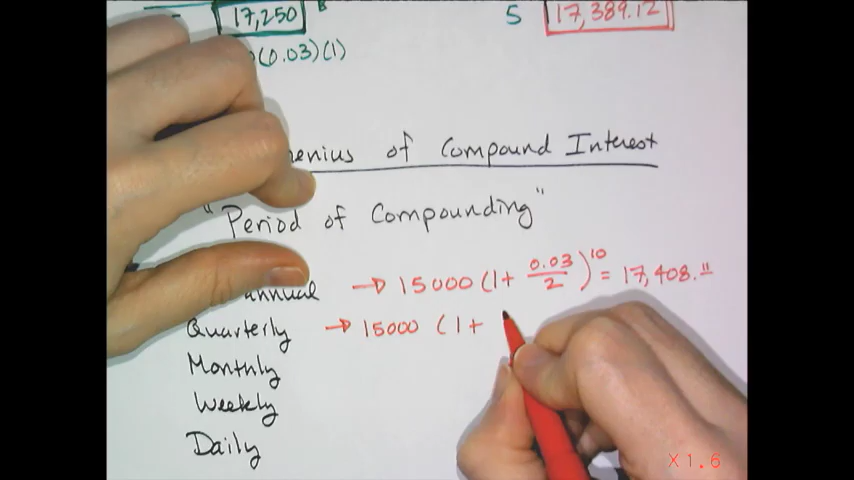 17,250 B 5 17,389.12
(0.03)(1)
of Compound Interest
"Period of Compounding"
annual → 15000 (1+ 0.03/2)^10 = 17,408.11
Quarterly → 15000 (1+
Monthly
Weekly
Daily
X1.6